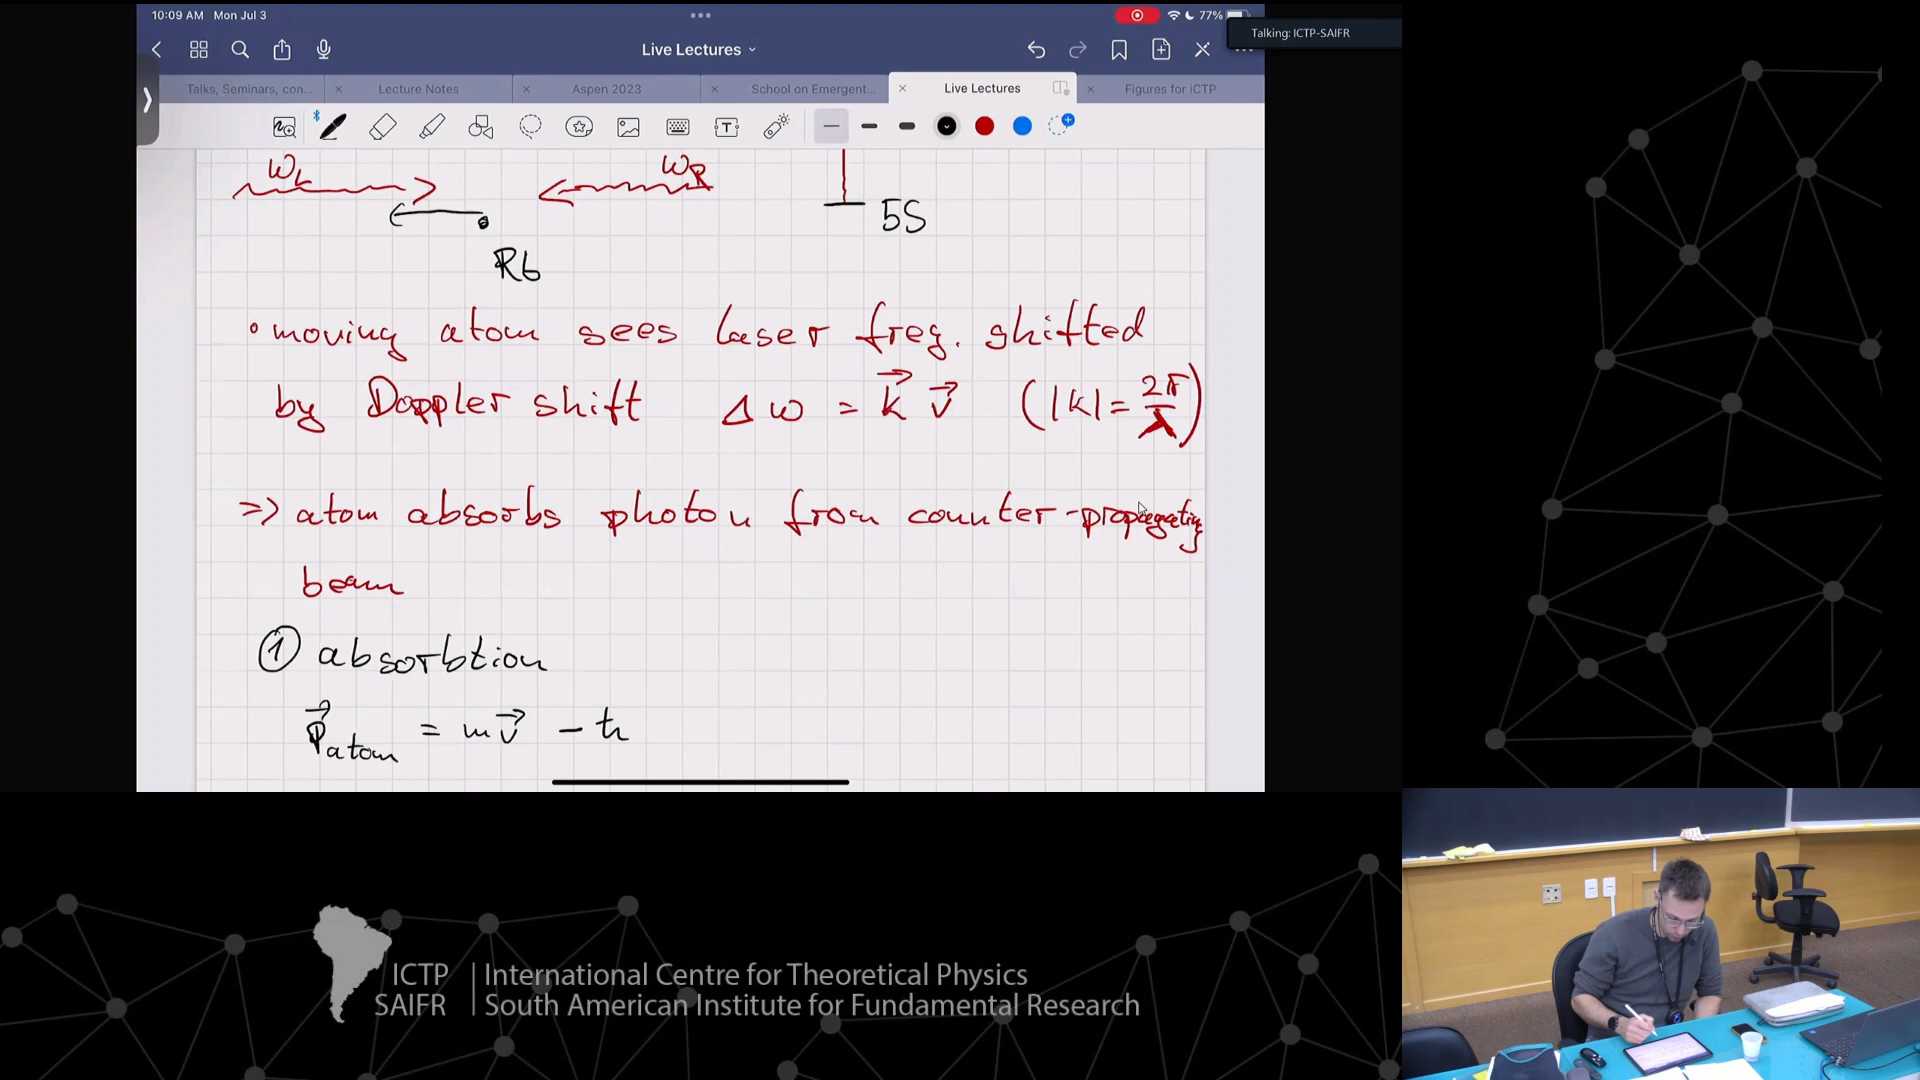 10:09 AM Mon Jul 3
77%
Talking: ICTP-SAIFR
Live Lectures
Talks, Seminars, con...
Lecture Notes
Aspen 2023
School on Emergent...
Live Lectures
Figures for iCTP
ω_L
ω_R
5S
Rb
• moving atom sees laser freq. shifted
by Doppler shift Δω = k⃗ v⃗ (|k| = 2π/λ)
=> atom absorbs photon from counter-propagating
beam
① absorbtion
p⃗_atom = mv⃗ - ℏ
ICTP | International Centre for Theoretical Physics
SAIFR | South American Institute for Fundamental Research